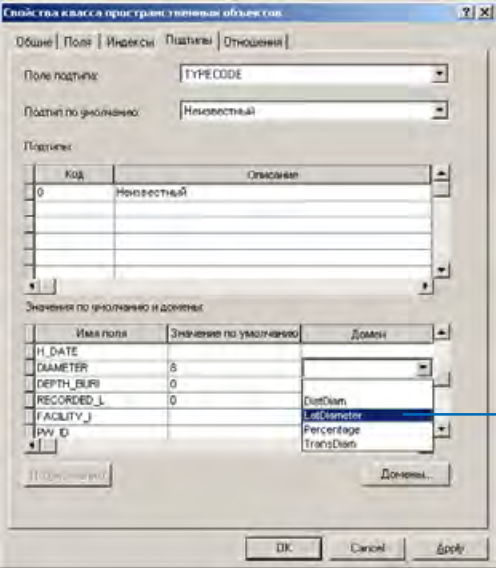 Свойства класса пространственных объектов
Общие Поля Индексы Подтипы Отношения
Поле подтипа: TYPECODE
Подтип по умолчанию: Неизвестный
Подтипы:
Код Описание
0 Неизвестный
Значения по умолчанию и домены:
Имя поля Значение по умолчанию Домен
H_DATE
DIAMETER 8
DEPTH_BURI 0
RECORDED_L 0 DistDiam
FACILITY_I LatDiameter
PW_ID Percentage
TransDiam
Домены...
OK Cancel Apply